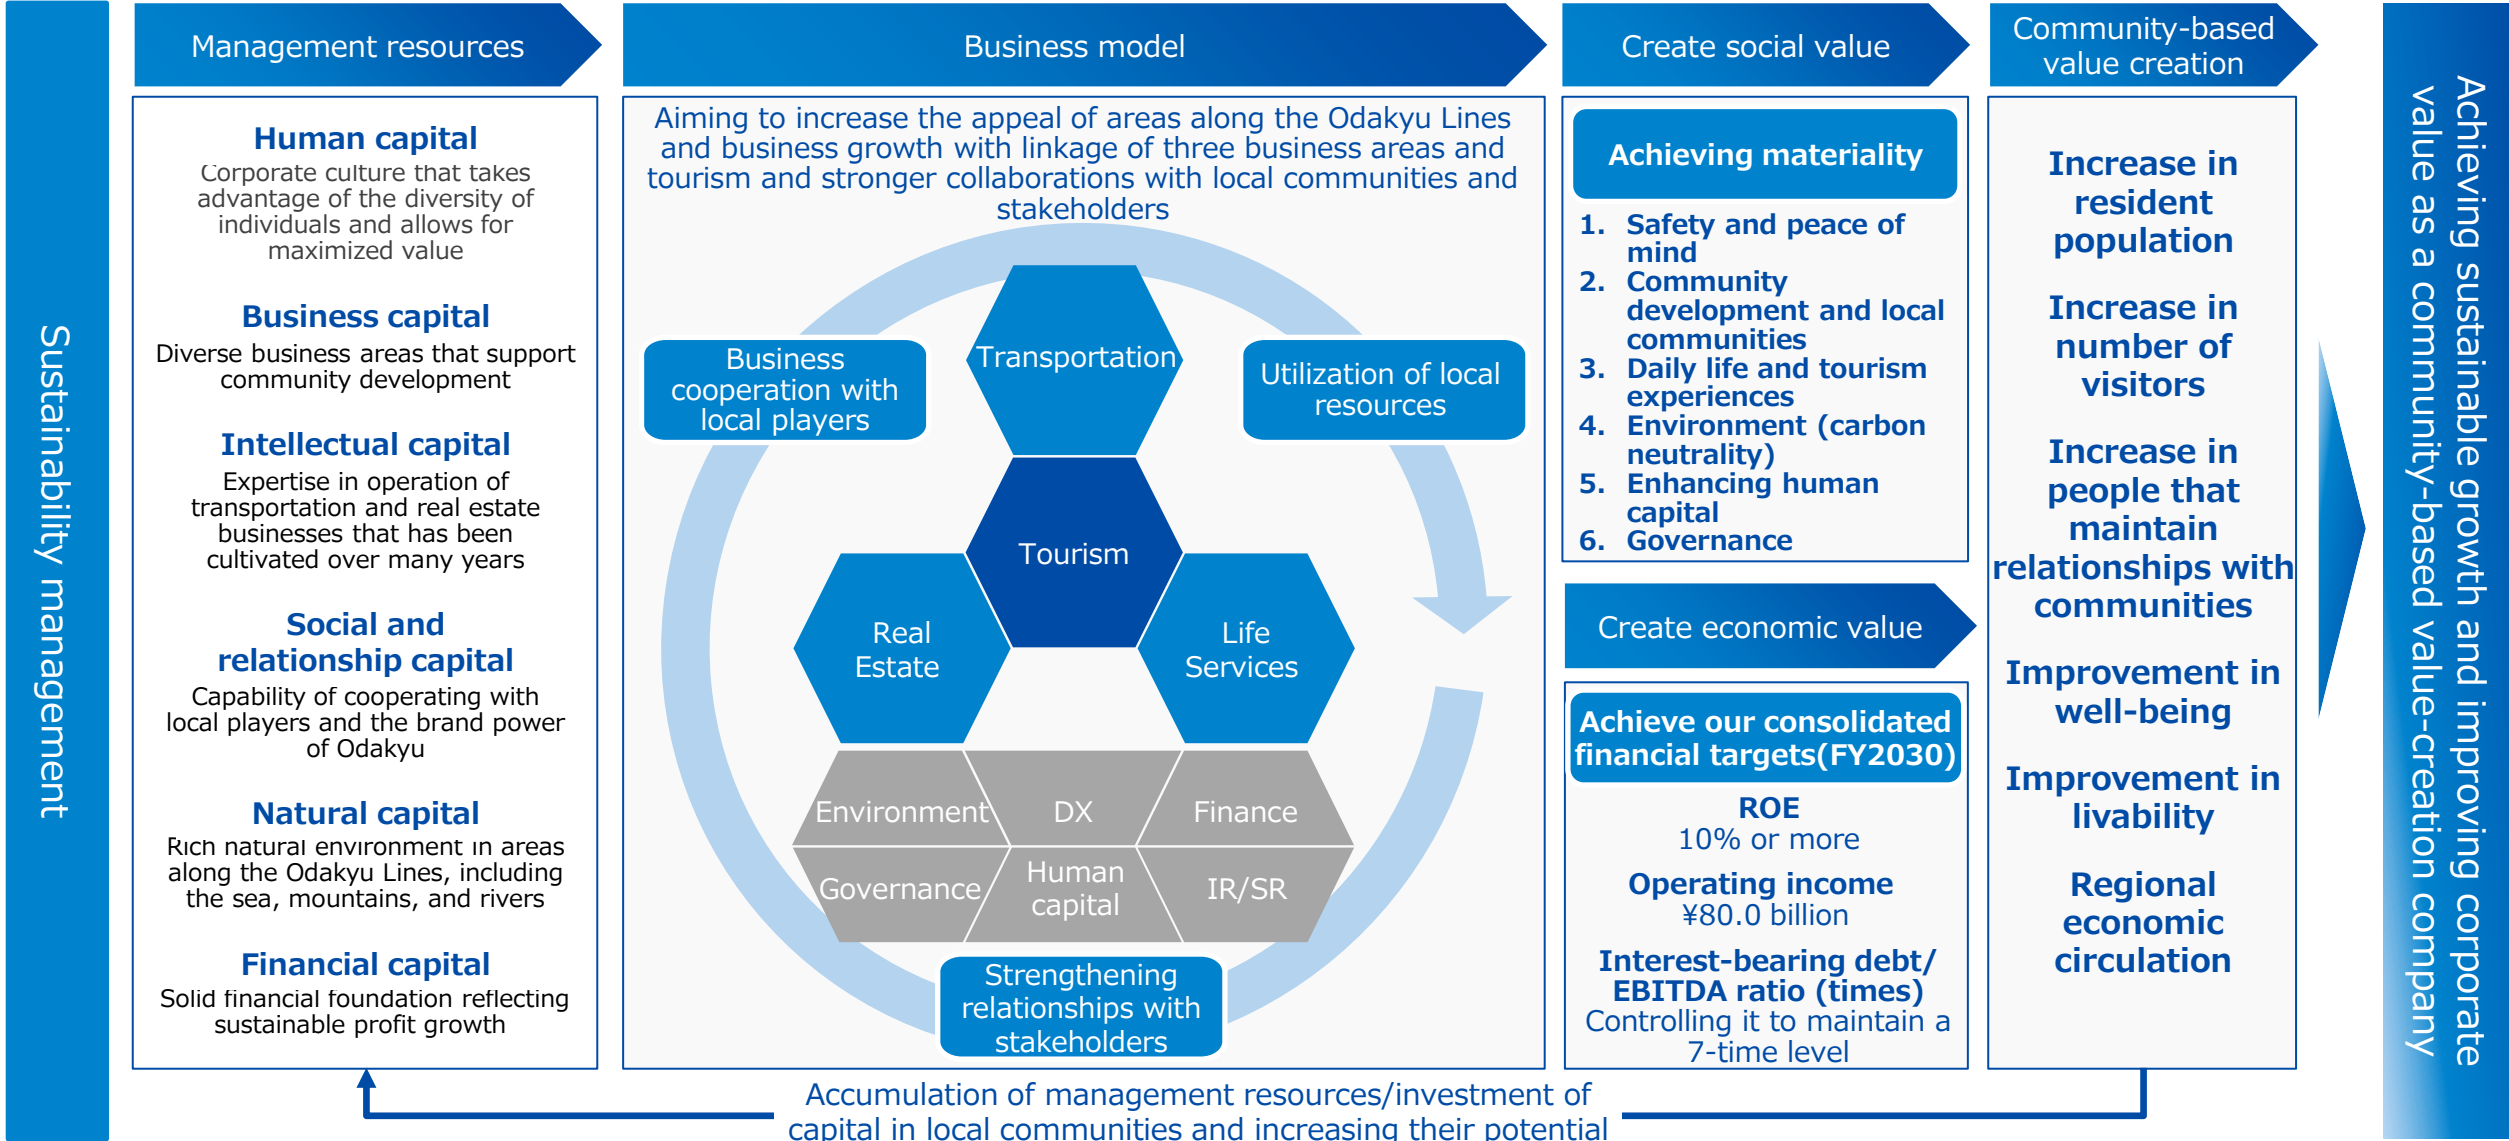 Sustainability management
Management resources
Human capital
Corporate culture that takes
advantage of the diversity of
individuals and allows for
maximized value
Business capital
Diverse business areas that support
community development
Intellectual capital
Expertise in operation of
transportation and real estate
businesses that has been
cultivated over many years
Social and
relationship capital
Capability of cooperating with
local players and the brand power
of Odakyu
Natural capital
Rich natural environment in areas
along the Odakyu Lines, including
the sea, mountains, and rivers
Financial capital
Solid financial foundation reflecting
sustainable profit growth
Business model
Aiming to increase the appeal of areas along the Odakyu Lines
and business growth with linkage of three business areas and
tourism and stronger collaborations with local communities and
stakeholders
Business
cooperation with
local players
Transportation
Utilization of local
resources
Tourism
Real
Estate
Life
Services
Environment
DX
Finance
Governance
Human
capital
IR/SR
Strengthening
relationships with
stakeholders
Create social value
Achieving materiality
1. Safety and peace of
mind
2. Community
development and local
communities
3. Daily life and tourism
experiences
4. Environment (carbon
neutrality)
5. Enhancing human
capital
6. Governance
Create economic value
Achieve our consolidated
financial targets(FY2030)
ROE
10% or more
Operating income
¥80.0 billion
Interest-bearing debt/
EBITDA ratio (times)
Controlling it to maintain a
7-time level
Community-based
value creation
Increase in
resident
population
Increase in
number of
visitors
Increase in
people that
maintain
relationships with
communities
Improvement in
well-being
Improvement in
livability
Regional
economic
circulation
Achieving sustainable growth and improving corporate
value as a community-based value-creation company
Accumulation of management resources/investment of
capital in local communities and increasing their potential